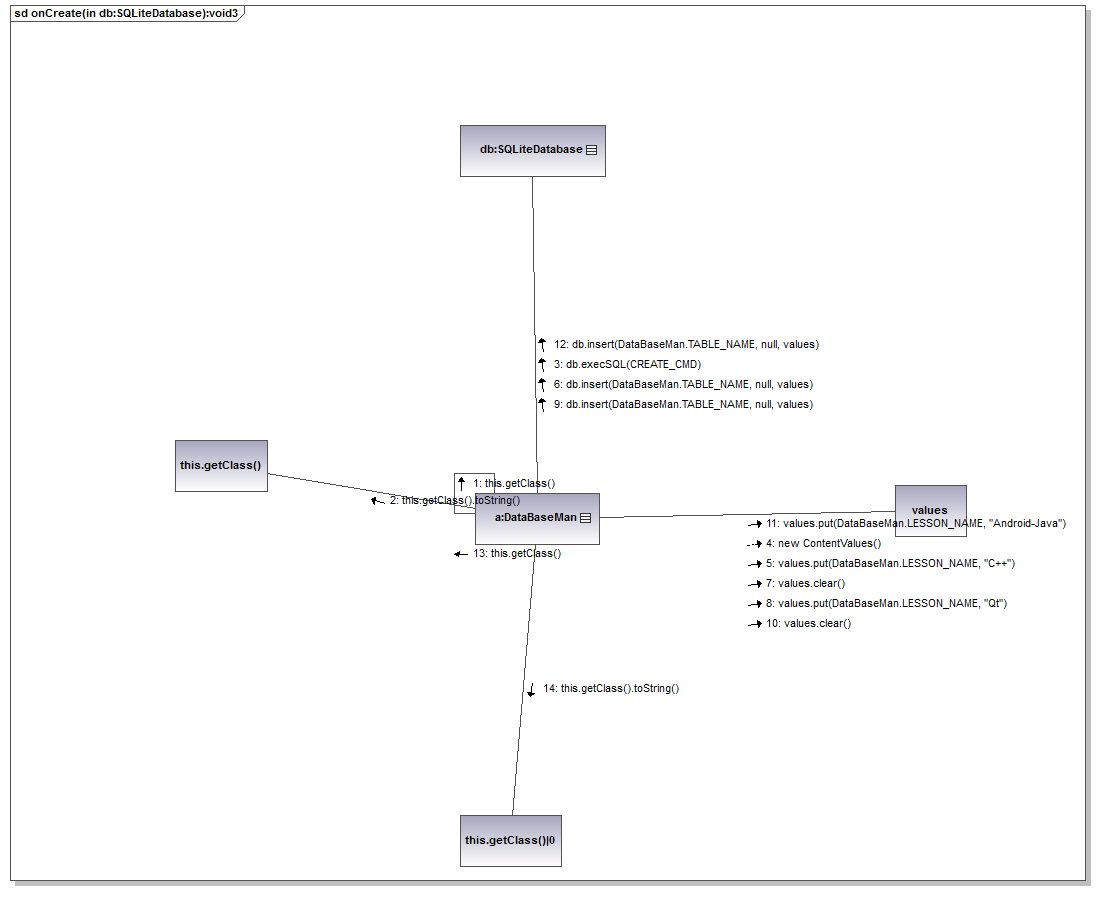 sd onCreate(in db:SQLiteDatabase):void3
db:SQLiteDatabase
12: db.insert(DataBaseMan.TABLE_NAME, null, values)
3: db.execSQL(CREATE_CMD)
6: db.insert(DataBaseMan.TABLE_NAME, null, values)
9: db.insert(DataBaseMan.TABLE_NAME, null, values)
this.getClass()
1: this.getClass()
2: this.getClass().toString()
a:DataBaseMan
values
11: values.put(DataBaseMan.LESSON_NAME, "Android-Java")
4: new ContentValues()
13: this.getClass()
5: values.put(DataBaseMan.LESSON_NAME, "C++")
7: values.clear()
8: values.put(DataBaseMan.LESSON_NAME, "Qt")
10: values.clear()
14: this.getClass().toString()
this.getClass()|0